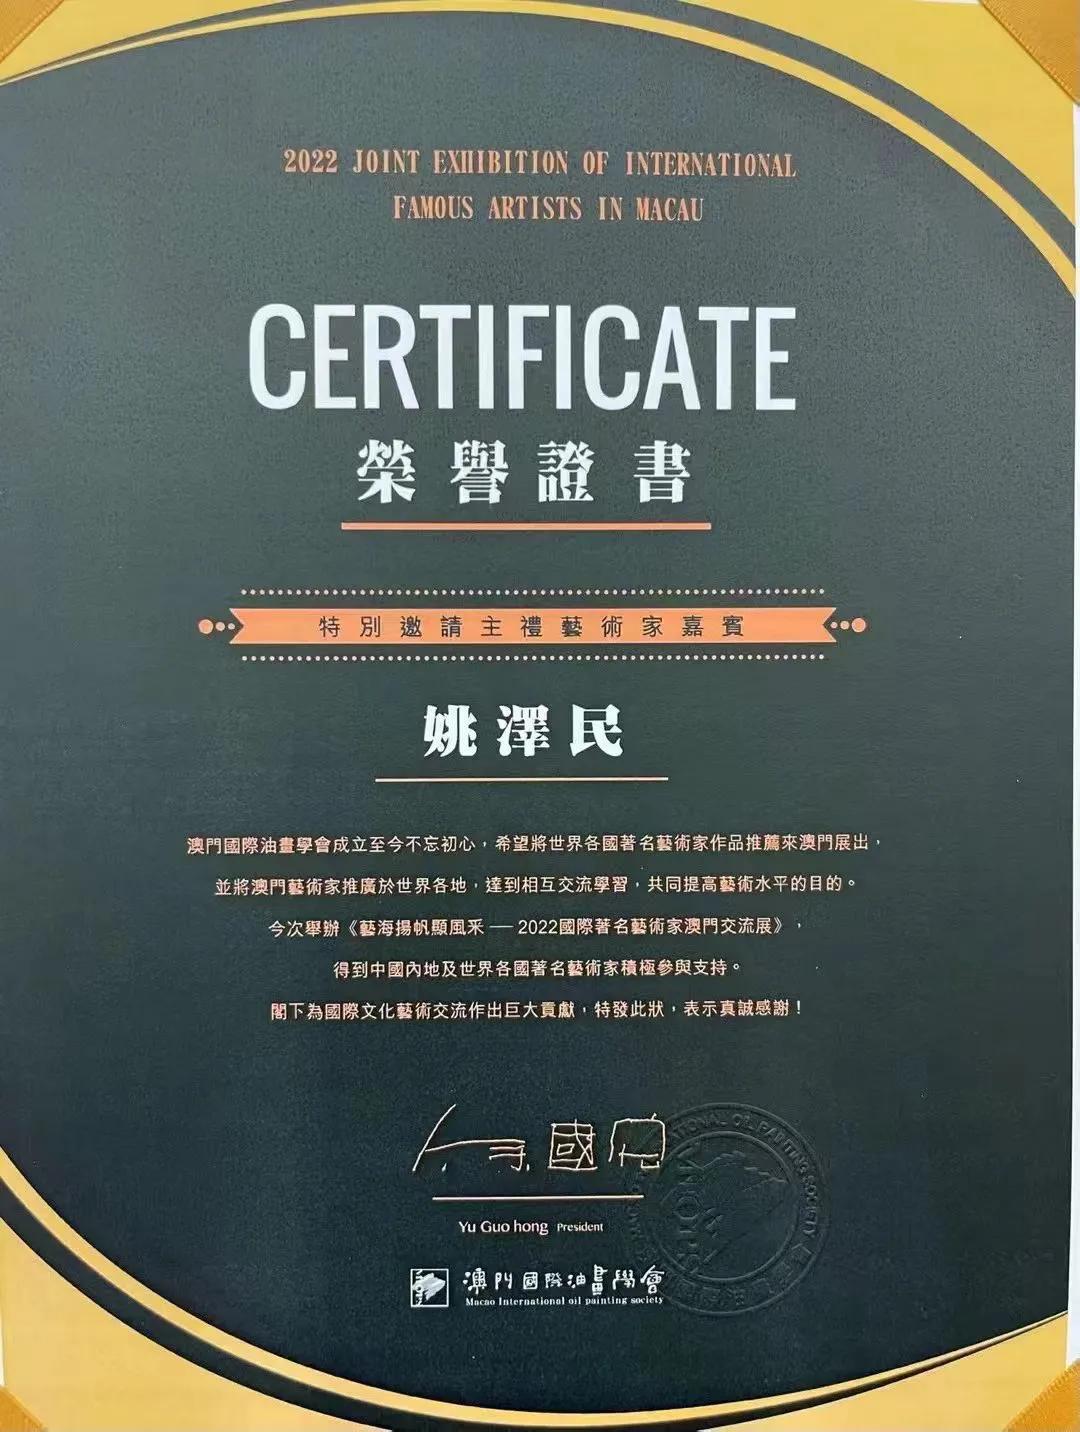 2022 JOINT EXHIBITION OF INTERNATIONAL
FAMOUS ARTISTS IN MACAU
CERTIFICATE
榮譽證書
特別邀請主禮藝術家嘉賓
姚澤民
澳門國際油畫學會成立至今不忘初心，希望將世界各國著名藝術家作品推薦來澳門展出，
並將澳門藝術家推廣於世界各地，達到相互交流學習，共同提高藝術水平的目的。
今次舉辦《藝海揚帆顯風采 — 2022國際著名藝術家澳門交流展》，
得到中國內地及世界各國著名藝術家積極參與支持。
閣下為國際文化藝術交流作出巨大貢獻，特發此狀，表示真誠感謝！
Yu Guo hong President
澳門國際油畫學會
Macao International oil painting society
NATIONAL OIL PAINTING SOCIETY